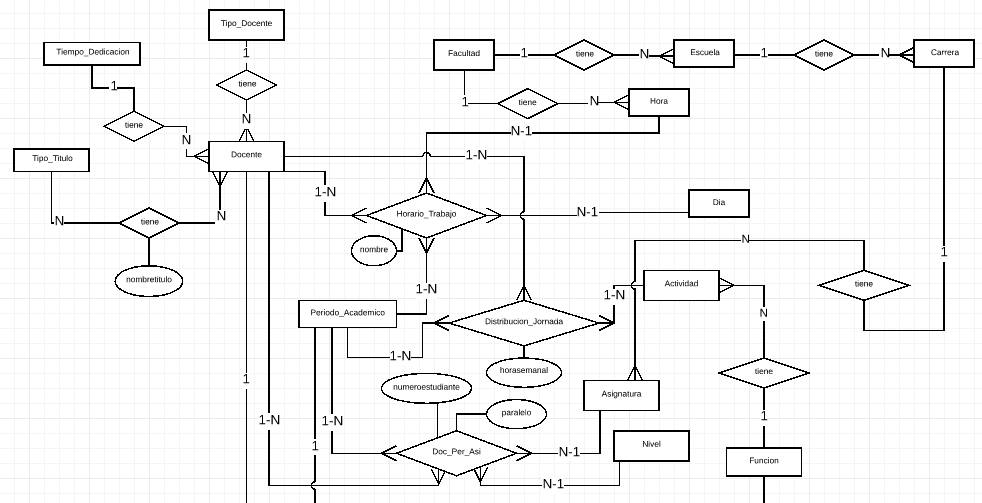 Tipo_Docente
Tiempo_Dedicacion
Facultad
1
tiene
N
Escuela
1
tiene
N
Carrera
1
1
tiene
1
tiene
N
Hora
tiene
N
N
N-1
Tipo_Titulo
Docente
1-N
1-N
Horario_Trabajo
N-1
Dia
N
tiene
N
nombre
N
1
nombretitulo
tiene
1-N
Actividad
1-N
Periodo_Academico
Distribucion_Jornada
N
1-N
horasemanal
tiene
1
numeroestudiante
Asignatura
paralelo
1
1-N
1-N
1
Doc_Per_Asi
N-1
Nivel
Funcion
N-1